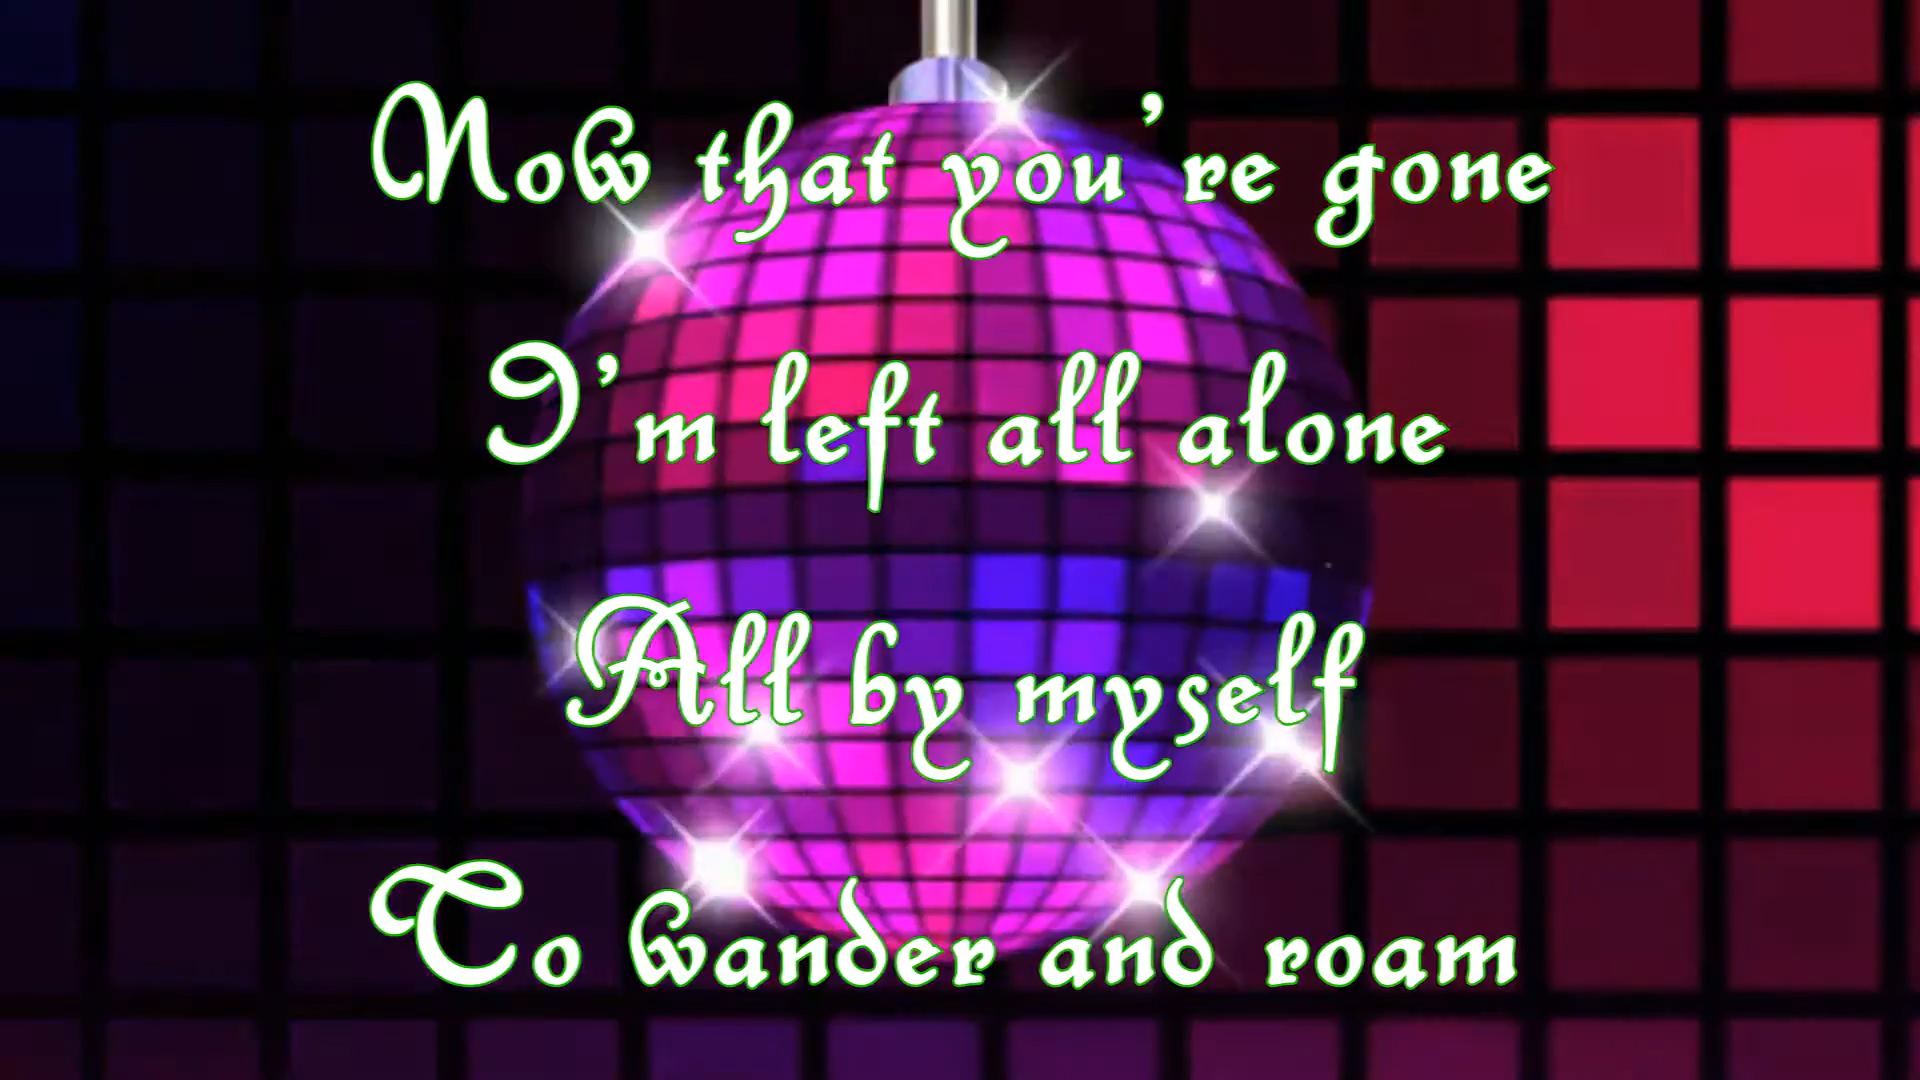 Now that you're gone
I'm left all alone
All by myself
To wander and roam